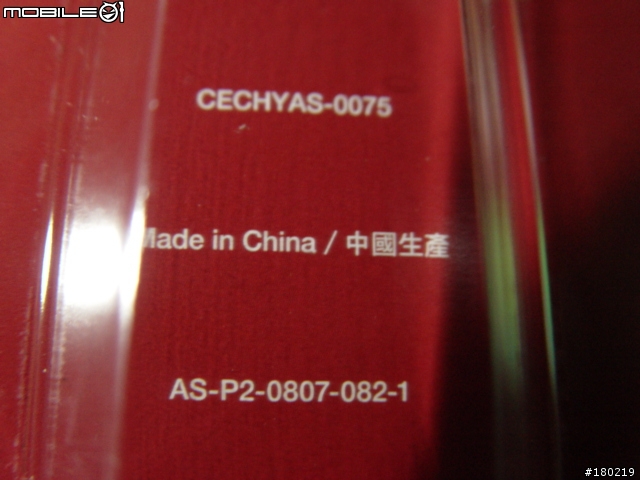 MOBILE01
CECHYAS-0075
Made in China / 中國生產
AS-P2-0807-082-1
#180219